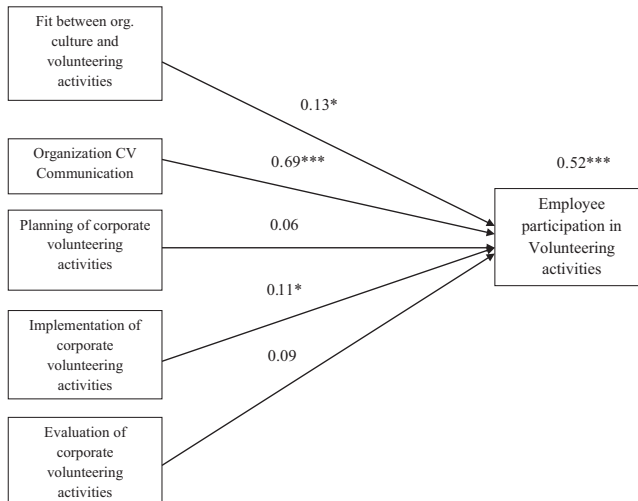 Fit between org.
culture and
volunteering
activities
0.13*
Organization CV
Communication
0.69***
0.52***
Employee
participation in
Volunteering
activities
Planning of corporate
volunteering
activities
0.06
Implementation of
corporate
volunteering
activities
0.11*
0.09
Evaluation of
corporate
volunteering
activities